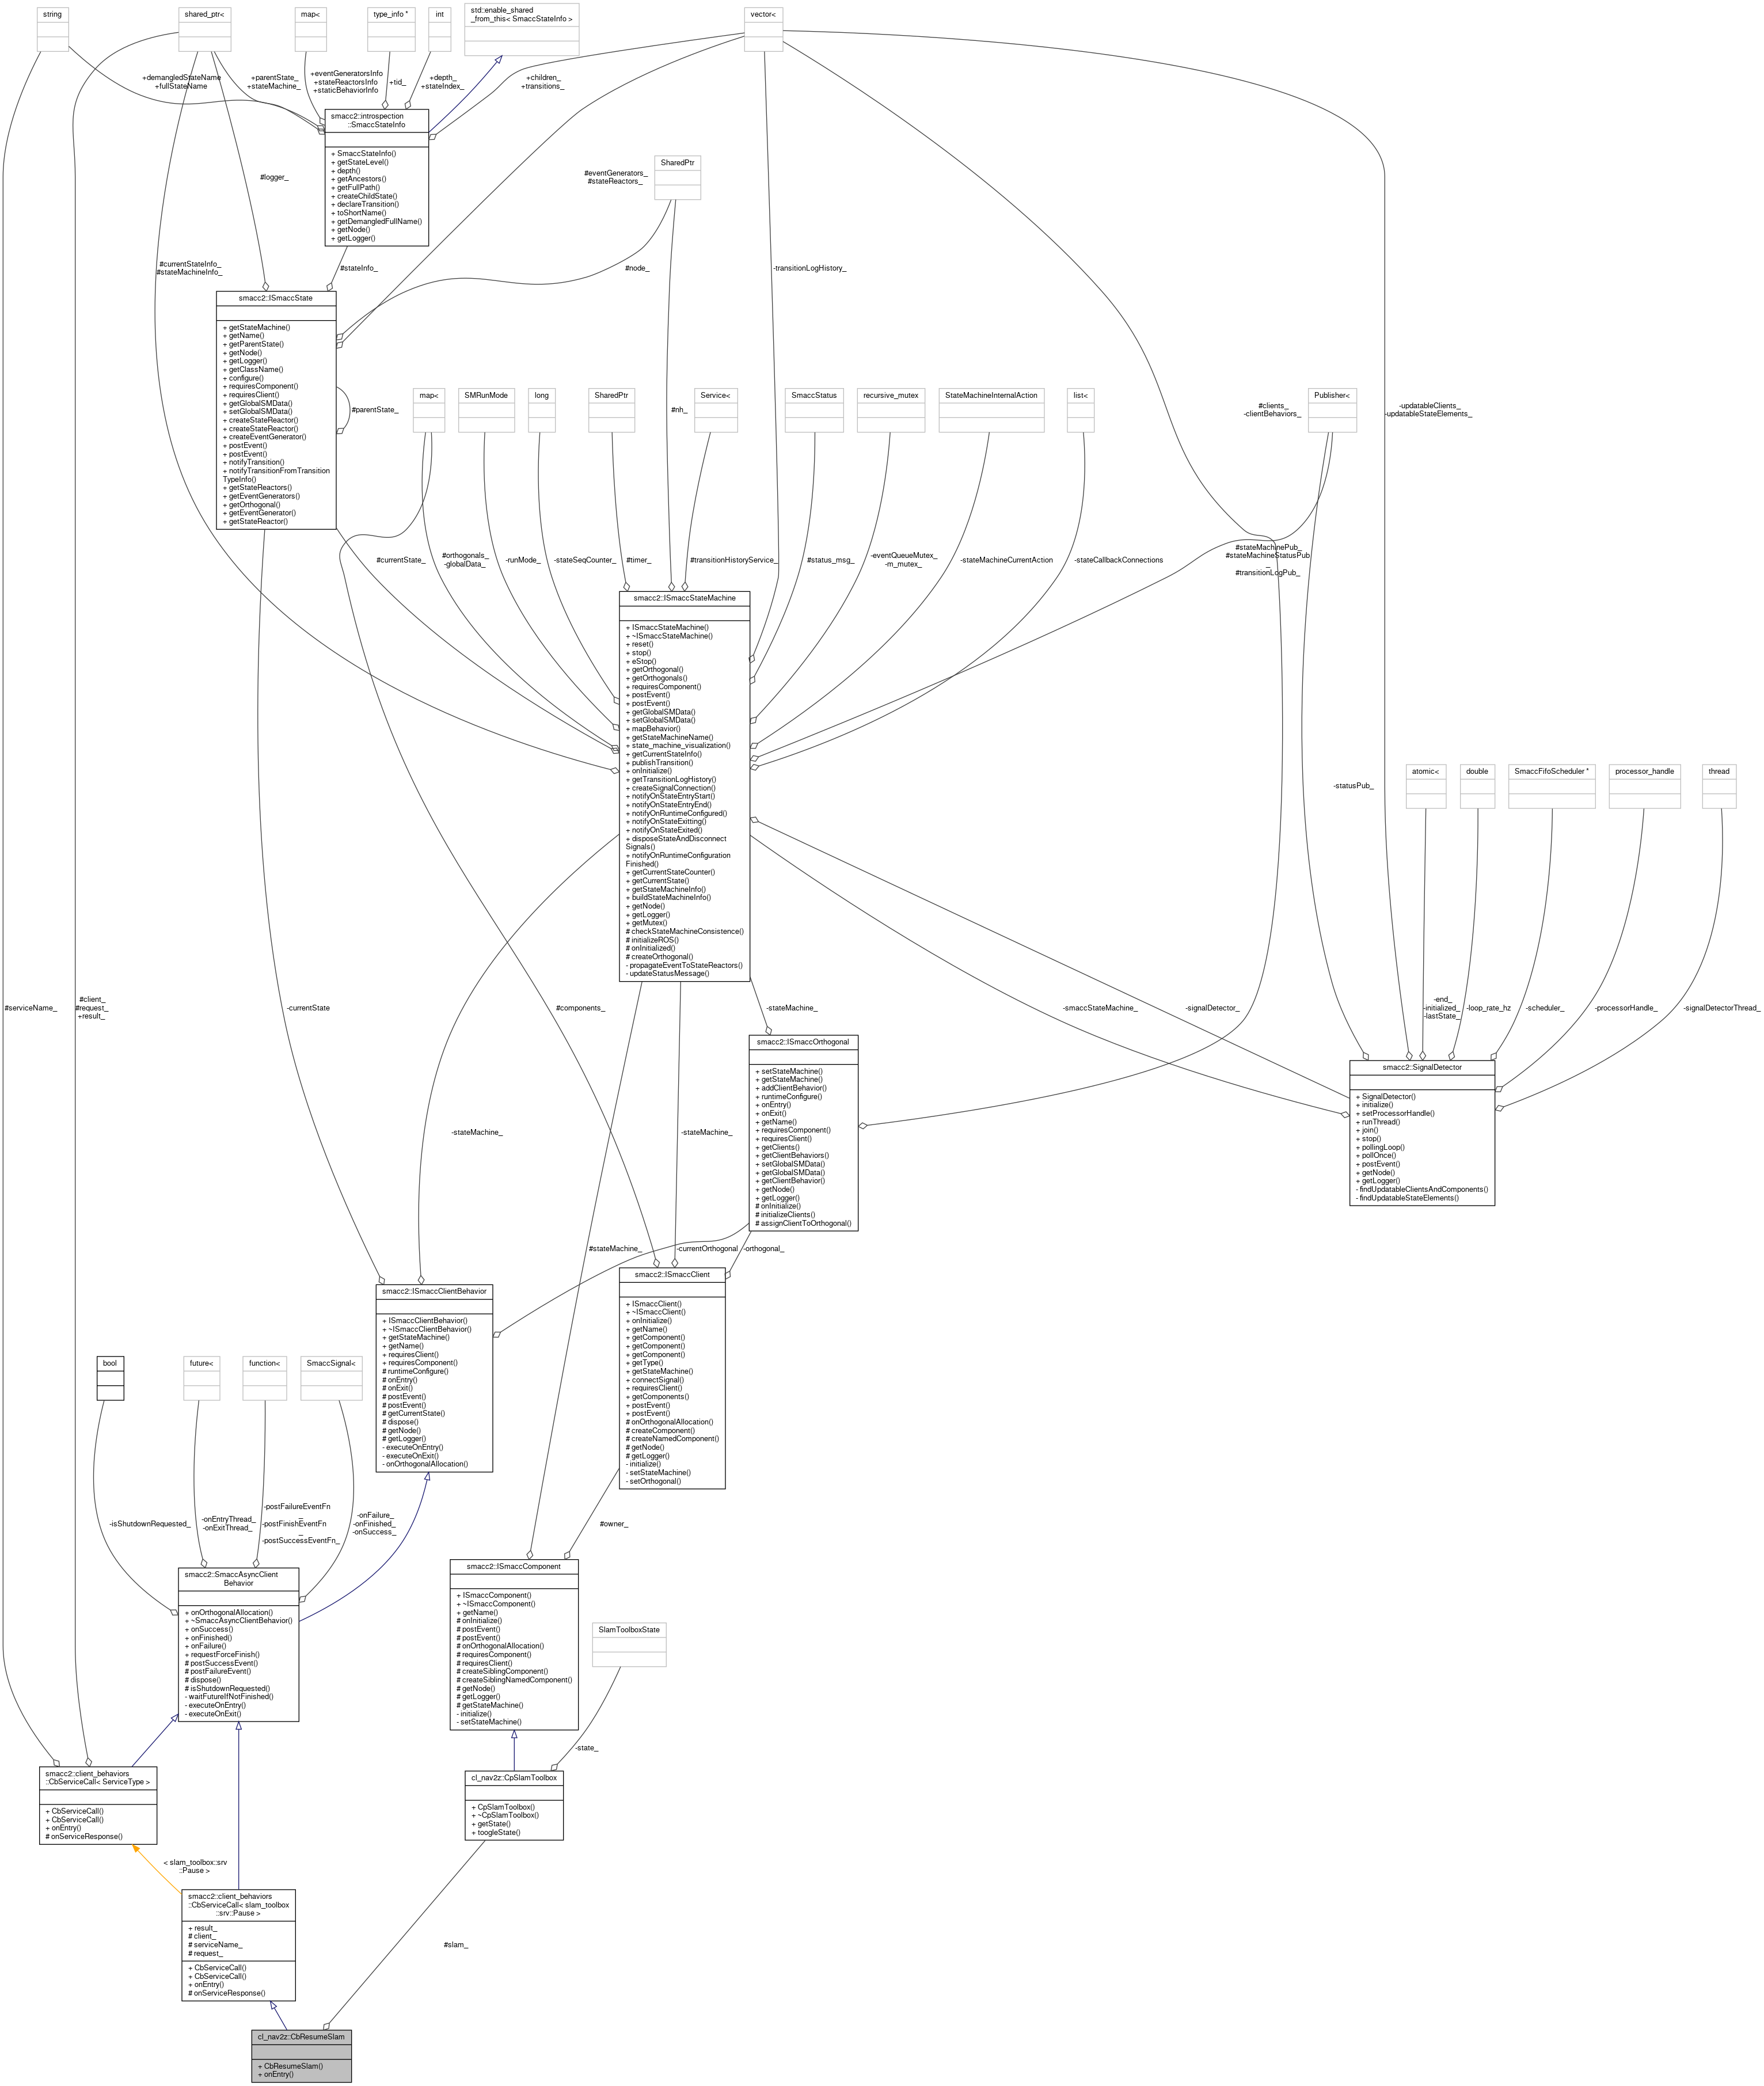 string
shared_ptr<
map<
type_info *
int
std::enable_shared
_from_this< SmaccStateInfo >
vector<
+demangledStateName
+fullStateName
+parentState_
+stateMachine_
+eventGeneratorsInfo
+stateReactorsInfo
+staticBehaviorInfo
+tid_
+depth_
+stateIndex_
+children_
+transitions_
smacc2::introspection
::SmaccStateInfo
+ SmaccStateInfo()
+ getStateLevel()
+ depth()
+ getAncestors()
+ getFullPath()
+ createChildState()
+ declareTransition()
+ toShortName()
+ getDemangledFullName()
+ getNode()
+ getLogger()
#logger_
#eventGenerators_
#stateReactors_
SharedPtr
#currentStateInfo_
#stateMachineInfo_
#stateInfo_
#node_
-transitionLogHistory_
smacc2::ISmaccState
+ getStateMachine()
+ getName()
+ getParentState()
+ getNode()
+ getLogger()
+ getClassName()
+ configure()
+ requiresComponent()
+ requiresClient()
+ getGlobalSMData()
+ setGlobalSMData()
+ createStateReactor()
+ createStateReactor()
+ createEventGenerator()
+ postEvent()
+ postEvent()
+ notifyTransition()
+ notifyTransitionFromTransition
TypeInfo()
+ getStateReactors()
+ getEventGenerators()
+ getOrthogonal()
+ getEventGenerator()
+ getStateReactor()
#parentState_
map<
SMRunMode
long
SharedPtr
#nh_
Service<
SmaccStatus
recursive_mutex
StateMachineInternalAction
list<
#clients_
-clientBehaviors_
Publisher<
-updatableClients_
-updatableStateElements_
#currentState_
#orthogonals_
-globalData_
-runMode_
-stateSeqCounter_
#timer_
#transitionHistoryService_
#status_msg_
-eventQueueMutex_
-m_mutex_
-stateMachineCurrentAction
-stateCallbackConnections
#stateMachinePub_
#stateMachineStatusPub
_
#transitionLogPub_
smacc2::ISmaccStateMachine
+ ISmaccStateMachine()
+ ~ISmaccStateMachine()
+ reset()
+ stop()
+ eStop()
+ getOrthogonal()
+ getOrthogonals()
+ requiresComponent()
+ postEvent()
+ postEvent()
+ getGlobalSMData()
+ setGlobalSMData()
+ mapBehavior()
+ getStateMachineName()
+ state_machine_visualization()
+ getCurrentStateInfo()
+ publishTransition()
+ onInitialize()
+ getTransitionLogHistory()
+ createSignalConnection()
+ notifyOnStateEntryStart()
+ notifyOnStateEntryEnd()
+ notifyOnRuntimeConfigured()
+ notifyOnStateExitting()
+ notifyOnStateExited()
+ disposeStateAndDisconnect
Signals()
+ notifyOnRuntimeConfiguration
Finished()
+ getCurrentStateCounter()
+ getCurrentState()
+ getStateMachineInfo()
+ buildStateMachineInfo()
+ getNode()
+ getLogger()
+ getMutex()
# checkStateMachineConsistence()
# initializeROS()
# onInitialized()
# createOrthogonal()
- propagateEventToStateReactors()
- updateStatusMessage()
-statusPub_
atomic<
double
SmaccFifoScheduler *
processor_handle
thread
#serviceName_
#client_
#request_
+result_
-currentState
#components_
-stateMachine_
-smaccStateMachine_
-signalDetector_
-end_
-initialized_
-lastState_
-loop_rate_hz
-scheduler_
-processorHandle_
-signalDetectorThread_
smacc2::ISmaccOrthogonal
+ setStateMachine()
+ getStateMachine()
+ addClientBehavior()
+ runtimeConfigure()
+ onEntry()
+ onExit()
+ getName()
+ requiresComponent()
+ requiresClient()
+ getClients()
+ getClientBehaviors()
+ setGlobalSMData()
+ getGlobalSMData()
+ getClientBehavior()
+ getNode()
+ getLogger()
# onInitialize()
# initializeClients()
# assignClientToOrthogonal()
smacc2::SignalDetector
+ SignalDetector()
+ initialize()
+ setProcessorHandle()
+ runThread()
+ join()
+ stop()
+ pollingLoop()
+ pollOnce()
+ postEvent()
+ getNode()
+ getLogger()
- findUpdatableClientsAndComponents()
- findUpdatableStateElements()
-stateMachine_
-stateMachine_
#stateMachine_
-currentOrthogonal
-orthogonal_
smacc2::ISmaccClientBehavior
+ ISmaccClientBehavior()
+ ~ISmaccClientBehavior()
+ getStateMachine()
+ getName()
+ requiresClient()
+ requiresComponent()
# runtimeConfigure()
# onEntry()
# onExit()
# postEvent()
# postEvent()
# getCurrentState()
# dispose()
# getNode()
# getLogger()
- executeOnEntry()
- executeOnExit()
- onOrthogonalAllocation()
smacc2::ISmaccClient
+ ISmaccClient()
+ ~ISmaccClient()
+ onInitialize()
+ getName()
+ getComponent()
+ getComponent()
+ getComponent()
+ getType()
+ getStateMachine()
+ connectSignal()
+ requiresClient()
+ getComponents()
+ postEvent()
+ postEvent()
# onOrthogonalAllocation()
# createComponent()
# createNamedComponent()
# getNode()
# getLogger()
- initialize()
- setStateMachine()
- setOrthogonal()
bool
future<
function<
SmaccSignal<
-isShutdownRequested_
-onEntryThread_
-onExitThread_
-postFailureEventFn
_
-postFinishEventFn
_
-postSuccessEventFn_
-onFailure_
-onFinished_
-onSuccess_
#owner_
smacc2::SmaccAsyncClient
Behavior
+ onOrthogonalAllocation()
+ ~SmaccAsyncClientBehavior()
+ onSuccess()
+ onFinished()
+ onFailure()
+ requestForceFinish()
# postSuccessEvent()
# postFailureEvent()
# dispose()
# isShutdownRequested()
- waitFutureIfNotFinished()
- executeOnEntry()
- executeOnExit()
smacc2::ISmaccComponent
+ ISmaccComponent()
+ ~ISmaccComponent()
+ getName()
# onInitialize()
# postEvent()
# postEvent()
# onOrthogonalAllocation()
# requiresComponent()
# requiresClient()
# createSiblingComponent()
# createSiblingNamedComponent()
# getNode()
# getLogger()
# getStateMachine()
- initialize()
- setStateMachine()
SlamToolboxState
-state_
smacc2::client_behaviors
::CbServiceCall< ServiceType >
+ CbServiceCall()
+ CbServiceCall()
+ onEntry()
# onServiceResponse()
cl_nav2z::CpSlamToolbox
+ CpSlamToolbox()
+ ~CpSlamToolbox()
+ getState()
+ toogleState()
< slam_toolbox::srv
::Pause >
smacc2::client_behaviors
::CbServiceCall< slam_toolbox
::srv::Pause >
+ result_
# client_
# serviceName_
# request_
+ CbServiceCall()
+ CbServiceCall()
+ onEntry()
# onServiceResponse()
#slam_
cl_nav2z::CbResumeSlam
+ CbResumeSlam()
+ onEntry()